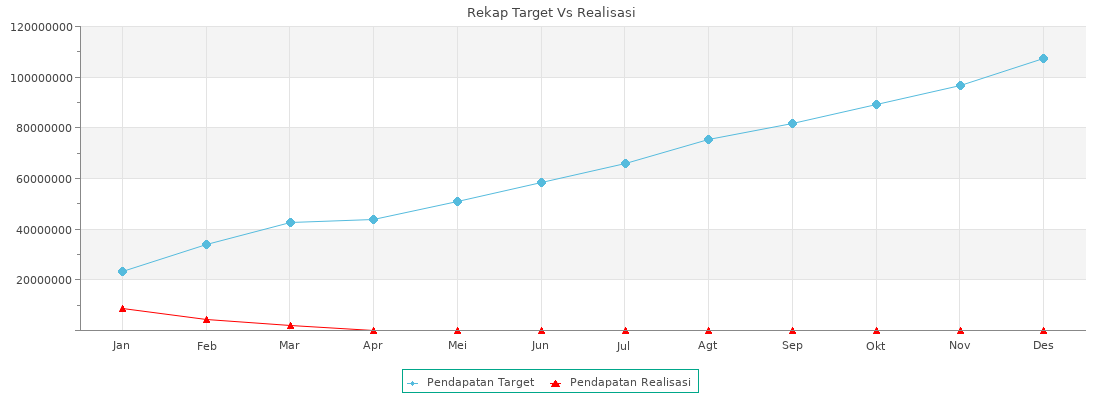 Rekap Target Vs Realisasi
120000000
100000000
80000000
60000000
40000000
20000000
Jan Feb Mar Apr Mei Jun Jul Agt Sep Okt Nov Des
Pendapatan Target Pendapatan Realisasi